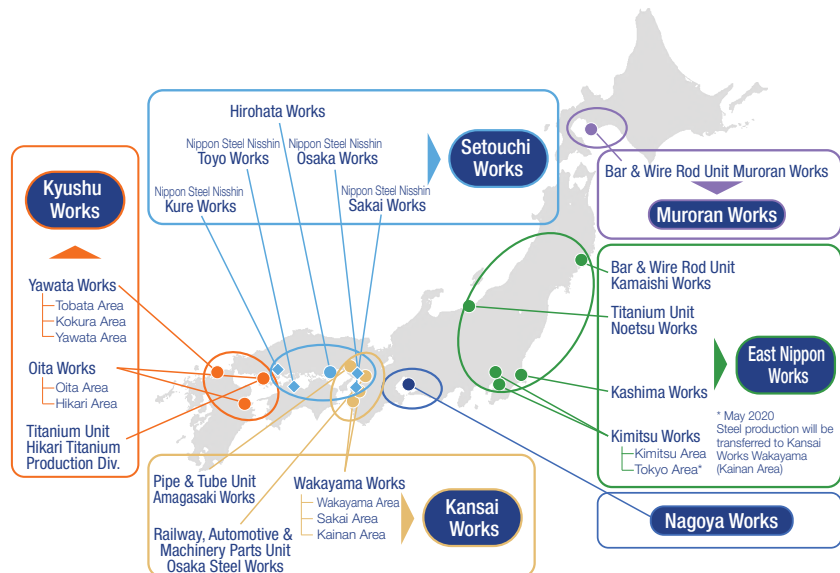 Hirohata Works
Nippon Steel Nisshin
Toyo Works
Nippon Steel Nisshin
Osaka Works
Nippon Steel Nisshin
Kure Works
Nippon Steel Nisshin
Sakai Works
Setouchi
Works
Kyushu
Works
Yawata Works
Tobata Area
Kokura Area
Yawata Area
Oita Works
Oita Area
Hikari Area
Titanium Unit
Hikari Titanium
Production Div.
Bar & Wire Rod Unit Muroran Works
Muroran Works
Bar & Wire Rod Unit
Kamaishi Works
Titanium Unit
Noetsu Works
East Nippon
Works
Kashima Works
Kimitsu Works
Kimitsu Area
Tokyo Area*
* May 2020
Steel production will be
transferred to Kansai
Works Wakayama
(Kainan Area)
Pipe & Tube Unit
Amagasaki Works
Railway, Automotive &
Machinery Parts Unit
Osaka Steel Works
Wakayama Works
Wakayama Area
Sakai Area
Kainan Area
Kansai
Works
Nagoya Works